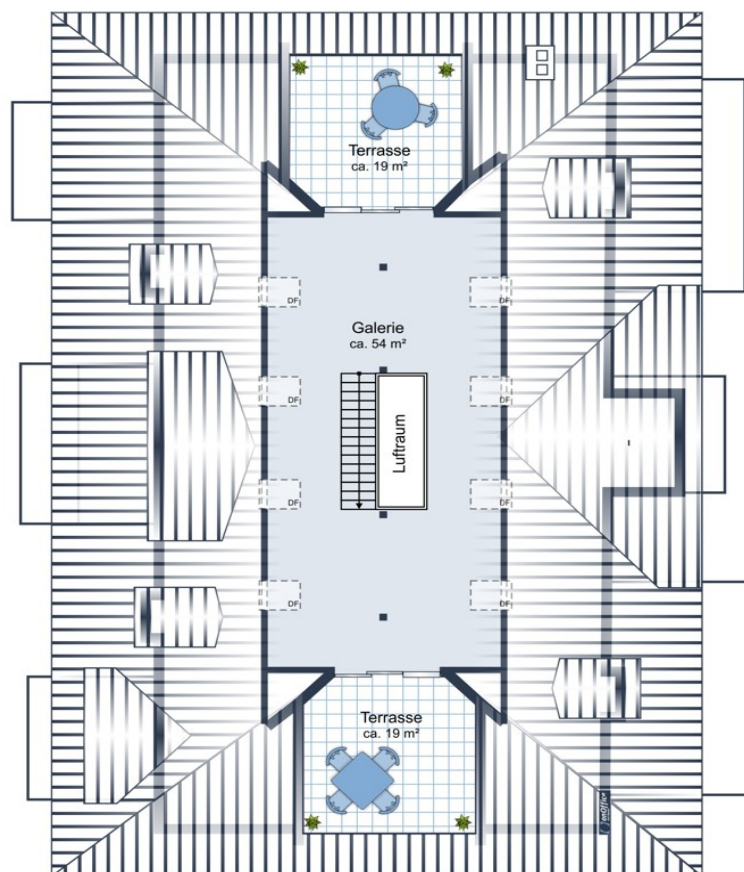 Terrasse
ca. 19 m²
DF
DF
Galerie
ca. 54 m²
DF
DF
Luftraum
DF
DF
DF
DF
Terrasse
ca. 19 m²
onOffice